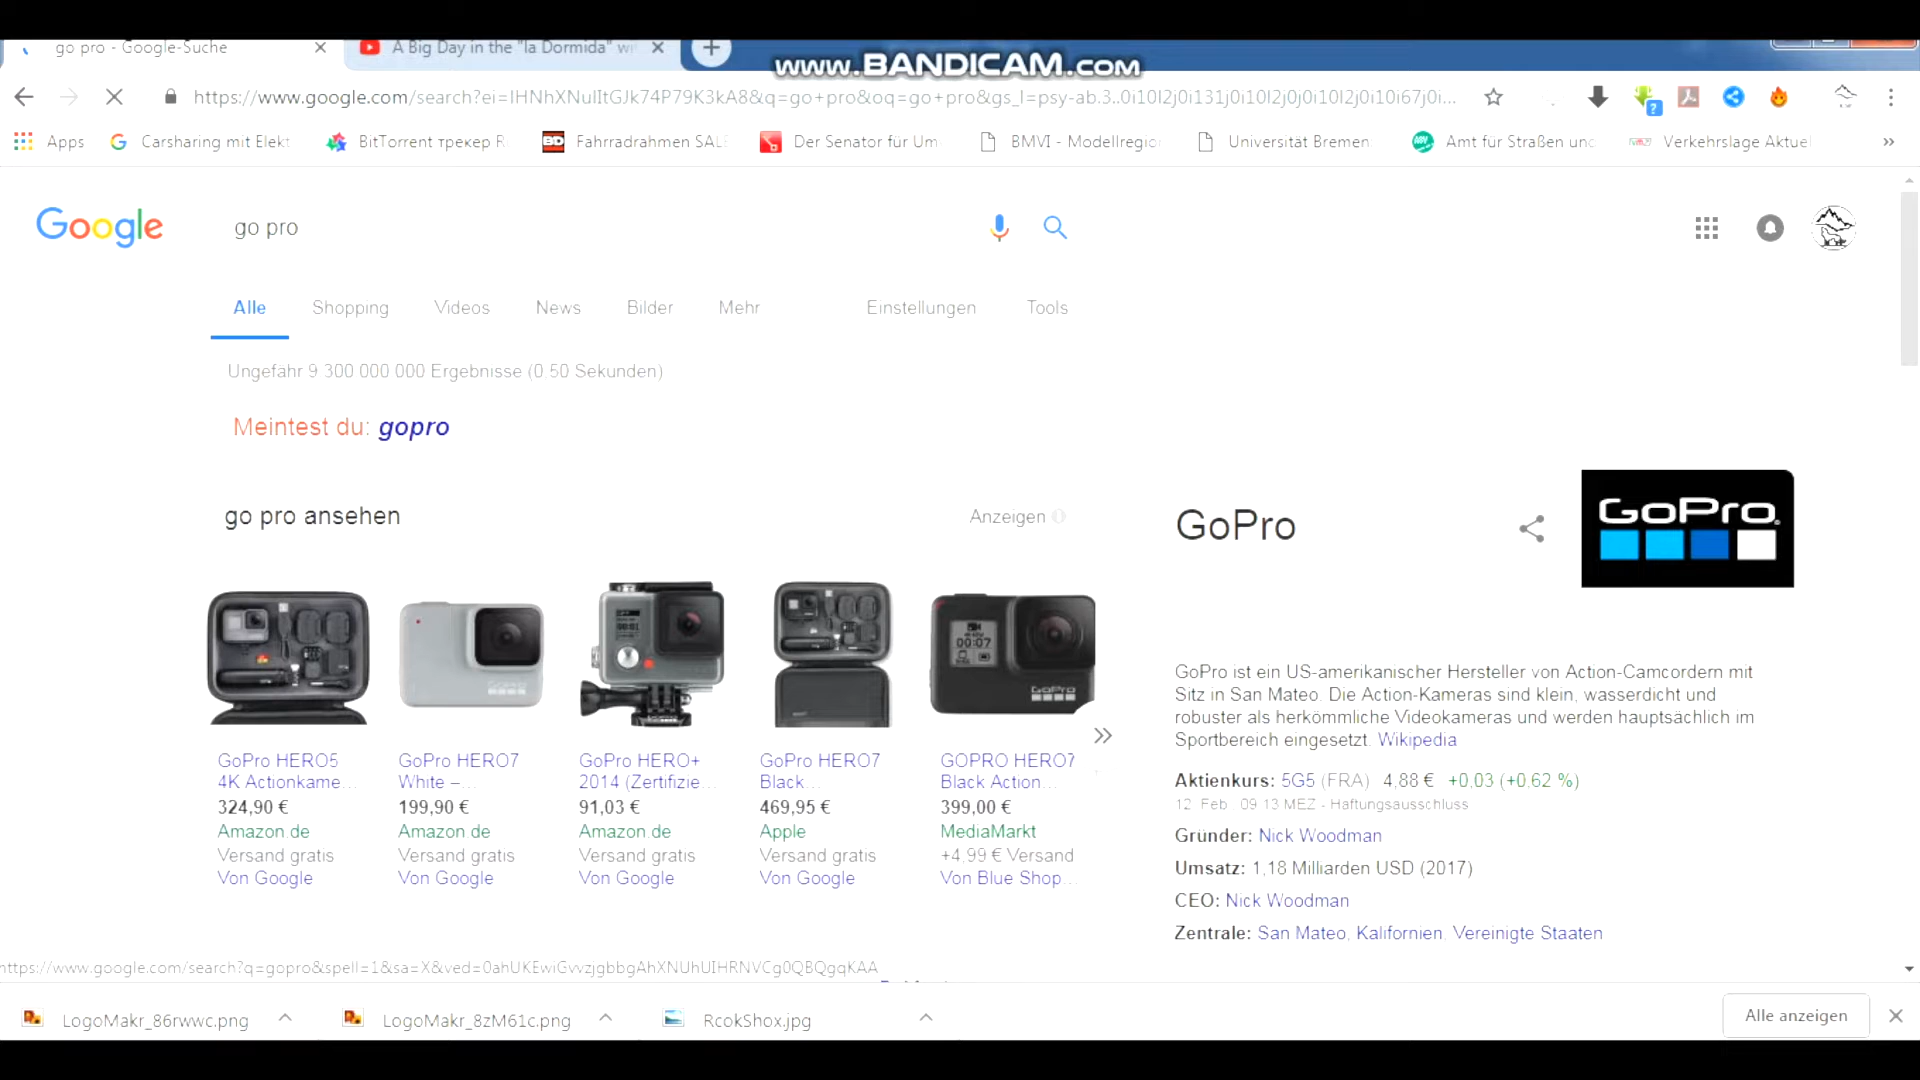 go pro - Google-Suche
A Big Day in the "la Dormida" wi
www.BANDICAM.com
https://www.google.com/search?ei=IHNhXNulItGJk74P79K3kA8&q=go+pro&oq=go+pro&gs_l=psy-ab.3..0i10l2j0i131j0i10l2j0j0i10l2j0i10i67j0i...
Apps
Carsharing mit Elekt
BitTorrent трекер R
Fahrradrahmen SALE
Der Senator für Um
BMVI - Modellregio
Universität Bremen
Amt für Straßen und
Verkehrslage Aktuel
Google
go pro
Alle
Shopping
Videos
News
Bilder
Mehr
Einstellungen
Tools
Ungefähr 9 300 000 000 Ergebnisse (0 50 Sekunden)
Meintest du: gopro
go pro ansehen
Anzeigen
GoPro
GoPro
GoPro ist ein US-amerikanischer Hersteller von Action-Camcordern mit
Sitz in San Mateo. Die Action-Kameras sind klein, wasserdicht und
robuster als herkömmliche Videokameras und werden hauptsächlich im
Sportbereich eingesetzt. Wikipedia
Aktienkurs: 5G5 (FRA) 4,88 € +0,03 (+0,62 %)
12 Feb 09 13 MEZ - Haftungsausschluss
Gründer: Nick Woodman
Umsatz: 1,18 Milliarden USD (2017)
CEO: Nick Woodman
Zentrale: San Mateo, Kalifornien, Vereinigte Staaten
GoPro HERO5
4K Actionkame...
324,90 €
Amazon.de
Versand gratis
Von Google
GoPro HERO7
White –...
199,90 €
Amazon.de
Versand gratis
Von Google
GoPro HERO+
2014 (Zertifizie...
91,03 €
Amazon.de
Versand gratis
Von Google
GoPro HERO7
Black...
469,95 €
Apple
Versand gratis
Von Google
GOPRO HERO7
Black Action...
399,00 €
MediaMarkt
+4,99 € Versand
Von Blue Shop...
https://www.google.com/search?q=gopro&spell=1&sa=X&ved=0ahUKEwiGvvzjgbbgAhXNUhUIHRNVCg0QBQgqKAA
LogoMakr_86rwwc.png
LogoMakr_8zM61c.png
RcokShox.jpg
Alle anzeigen